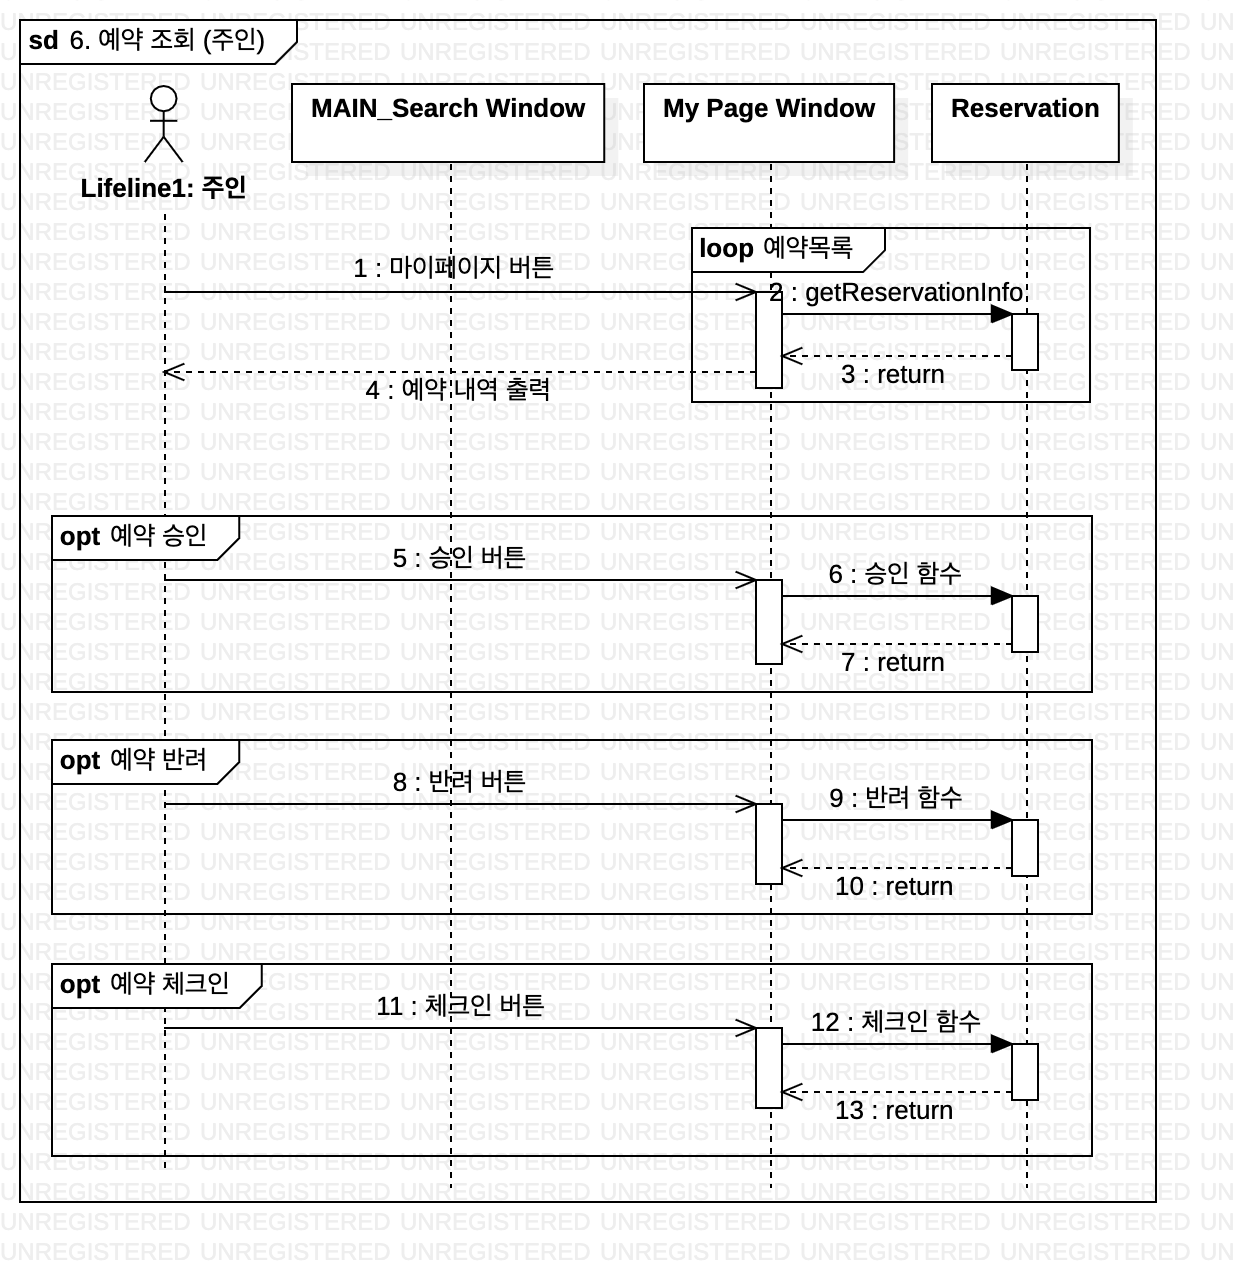 sd 6. 예약 조회 (주인)
MAIN_Search Window
My Page Window
Reservation
Lifeline1: 주인
loop 예약목록
1 : 마이페이지 버튼
2 : getReservationInfo
3 : return
4 : 예약 내역 출력
opt 예약 승인
5 : 승인 버튼
6 : 승인 함수
7 : return
opt 예약 반려
8 : 반려 버튼
9 : 반려 함수
10 : return
opt 예약 체크인
11 : 체크인 버튼
12 : 체크인 함수
13 : return
UNREGISTERED